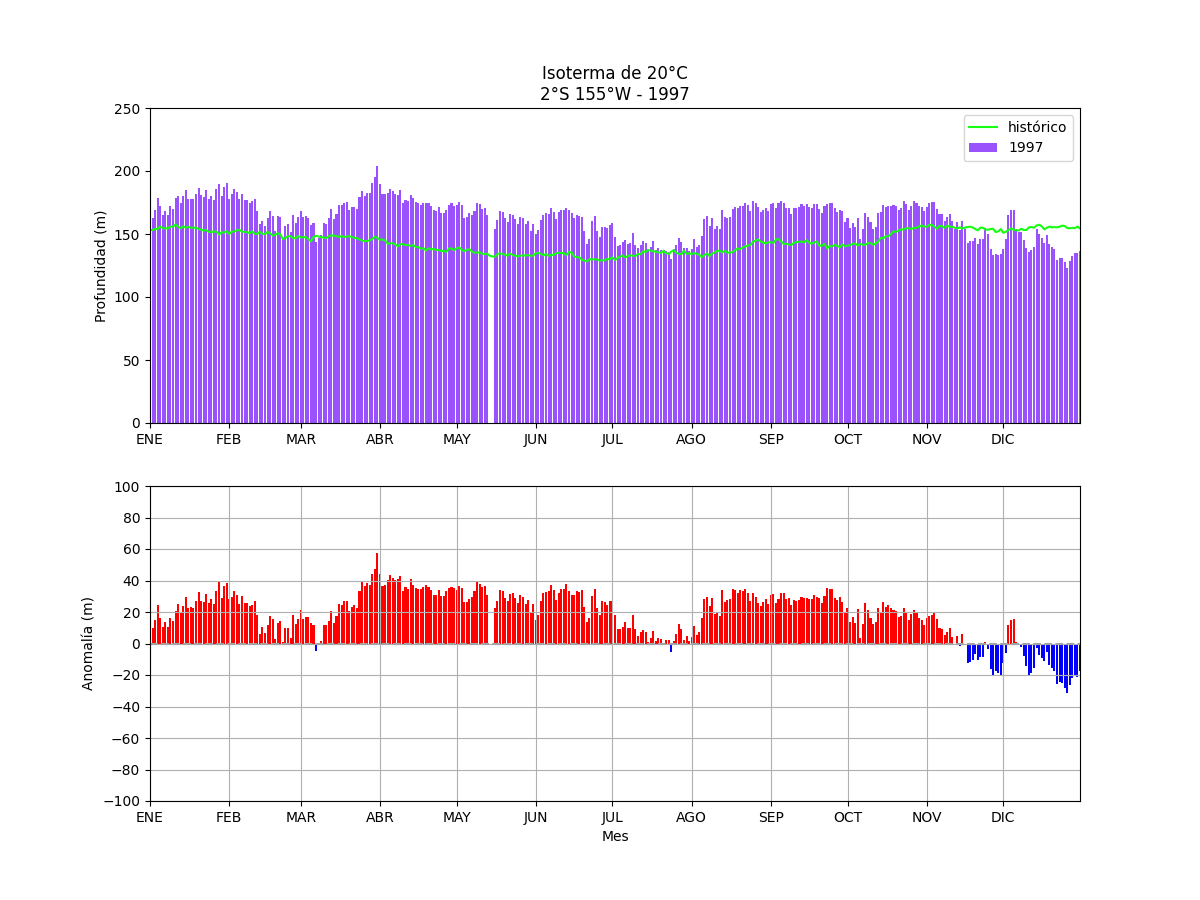 Isoterma de 20°C
2°S 155°W - 1997
250
200
150
100
50
0
Profundidad (m)
histórico
1997
ENE FEB MAR ABR MAY JUN JUL AGO SEP OCT NOV DIC
100
80
60
40
20
0
−20
−40
−60
−80
−100
Anomalía (m)
ENE FEB MAR ABR MAY JUN JUL AGO SEP OCT NOV DIC
Mes